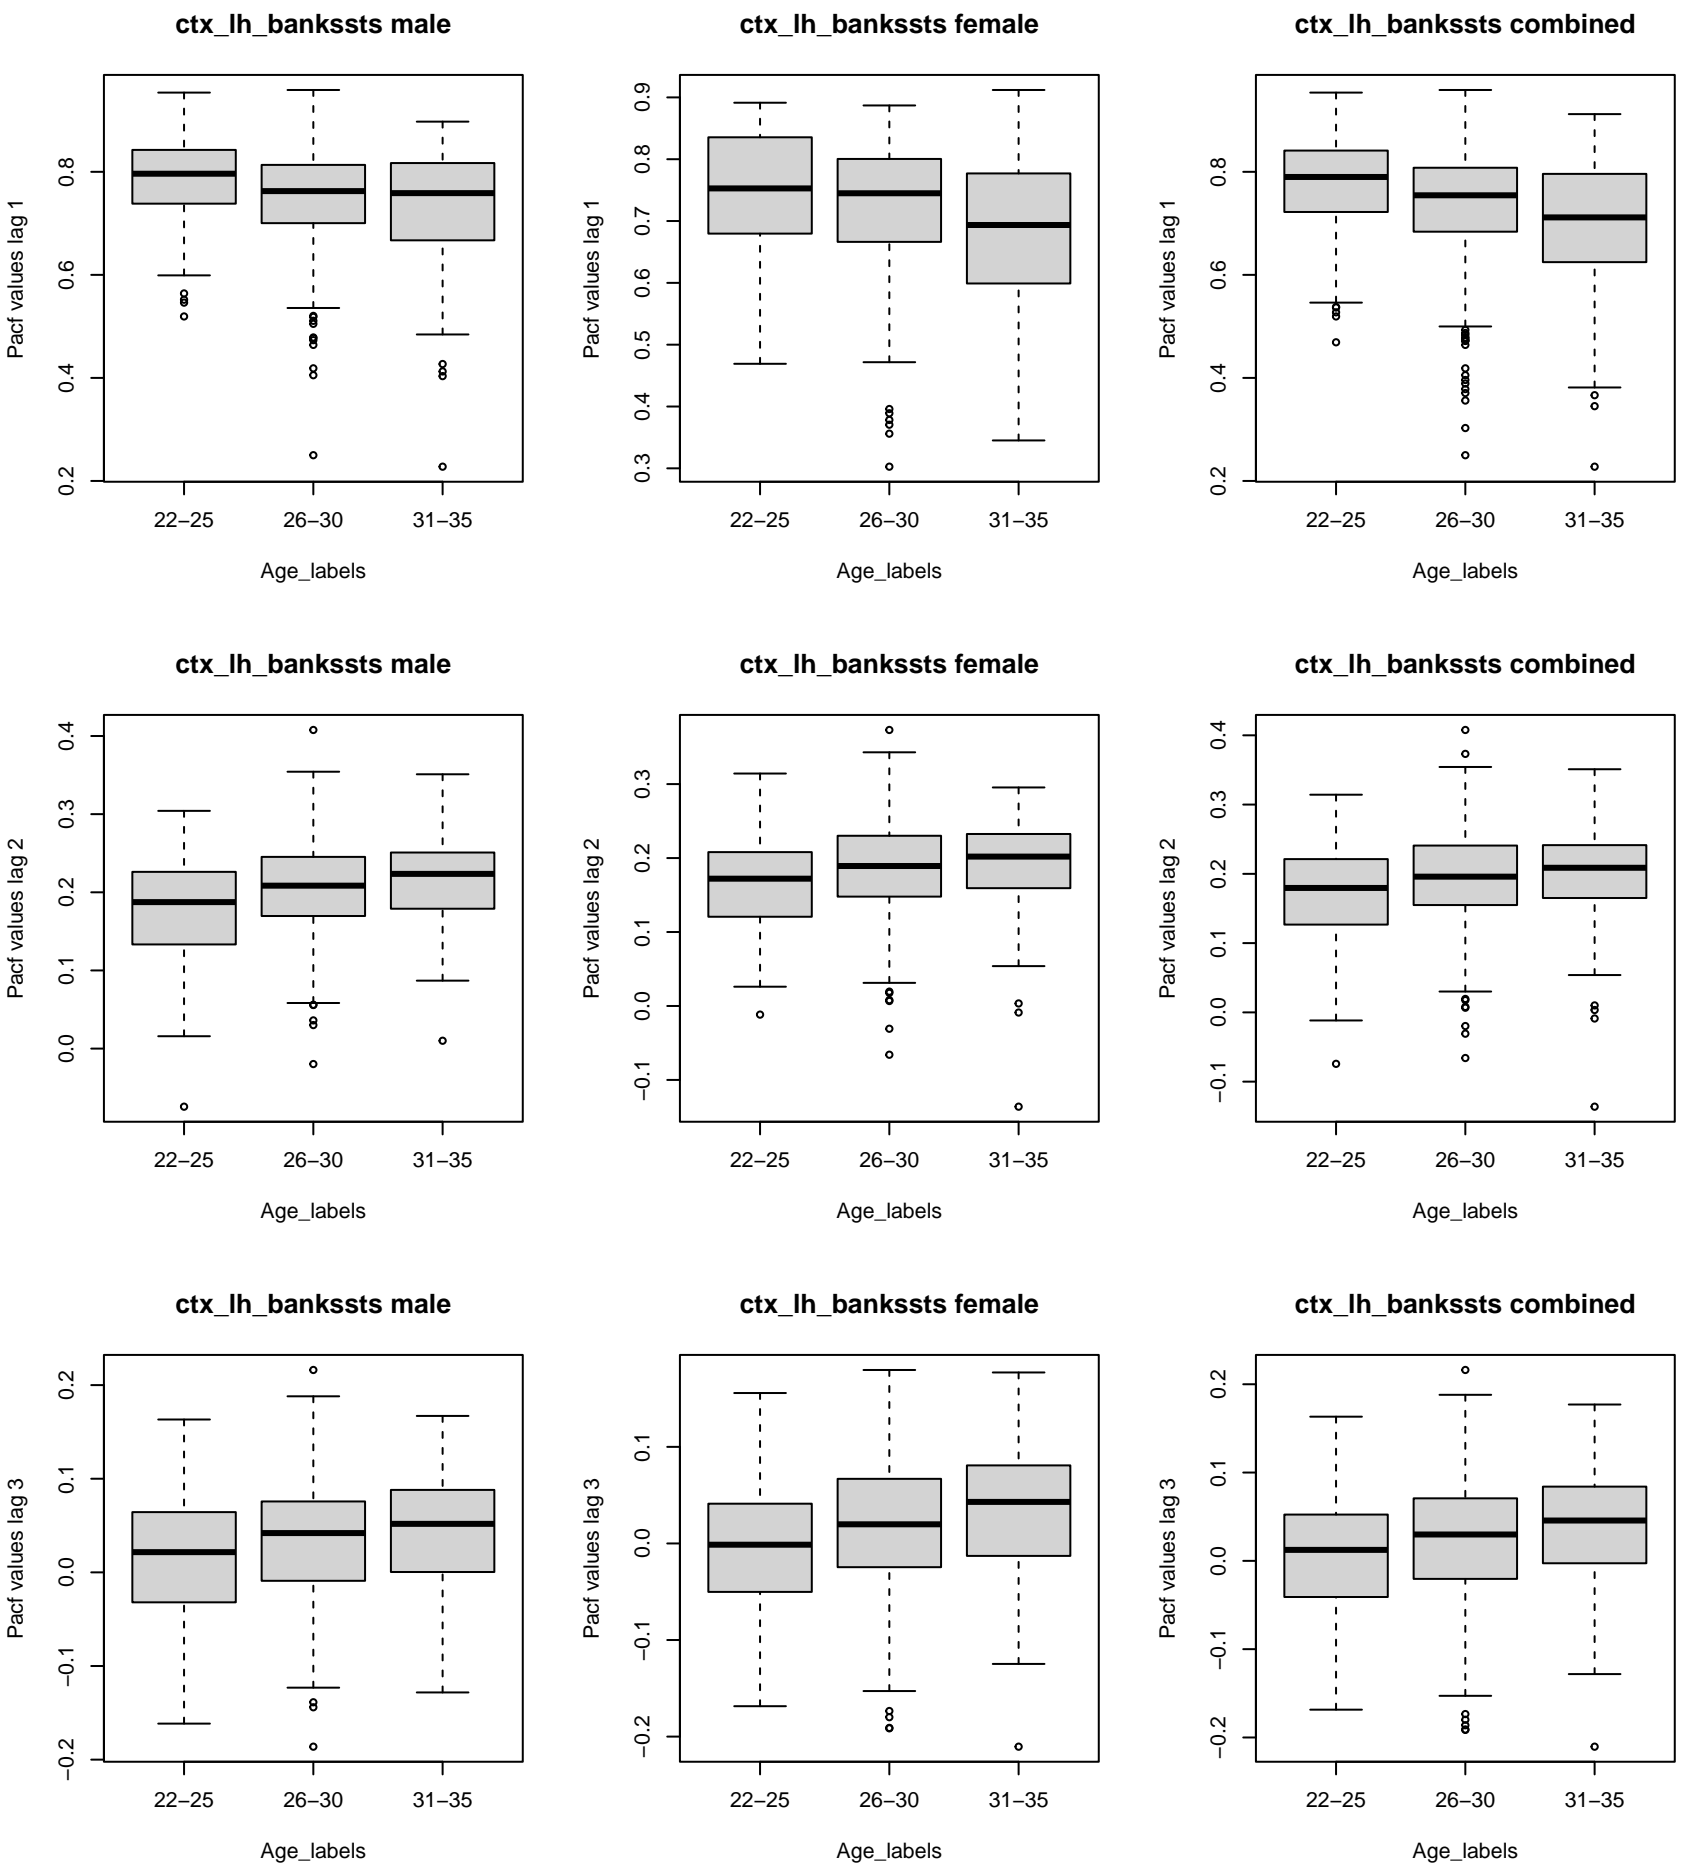 ctx_lh_bankssts male
ctx_lh_bankssts female
ctx_lh_bankssts combined
Pacf values lag 1
0.2 0.4 0.6 0.8
22−25 26−30 31−35
Age_labels
Pacf values lag 1
0.3 0.4 0.5 0.6 0.7 0.8 0.9
22−25 26−30 31−35
Age_labels
Pacf values lag 1
0.2 0.4 0.6 0.8
22−25 26−30 31−35
Age_labels
ctx_lh_bankssts male
ctx_lh_bankssts female
ctx_lh_bankssts combined
Pacf values lag 2
0.0 0.1 0.2 0.3 0.4
22−25 26−30 31−35
Age_labels
Pacf values lag 2
−0.1 0.0 0.1 0.2 0.3
22−25 26−30 31−35
Age_labels
Pacf values lag 2
−0.1 0.0 0.1 0.2 0.3 0.4
22−25 26−30 31−35
Age_labels
ctx_lh_bankssts male
ctx_lh_bankssts female
ctx_lh_bankssts combined
Pacf values lag 3
−0.2 −0.1 0.0 0.1 0.2
22−25 26−30 31−35
Age_labels
Pacf values lag 3
−0.2 −0.1 0.0 0.1
22−25 26−30 31−35
Age_labels
Pacf values lag 3
−0.2 −0.1 0.0 0.1 0.2
22−25 26−30 31−35
Age_labels